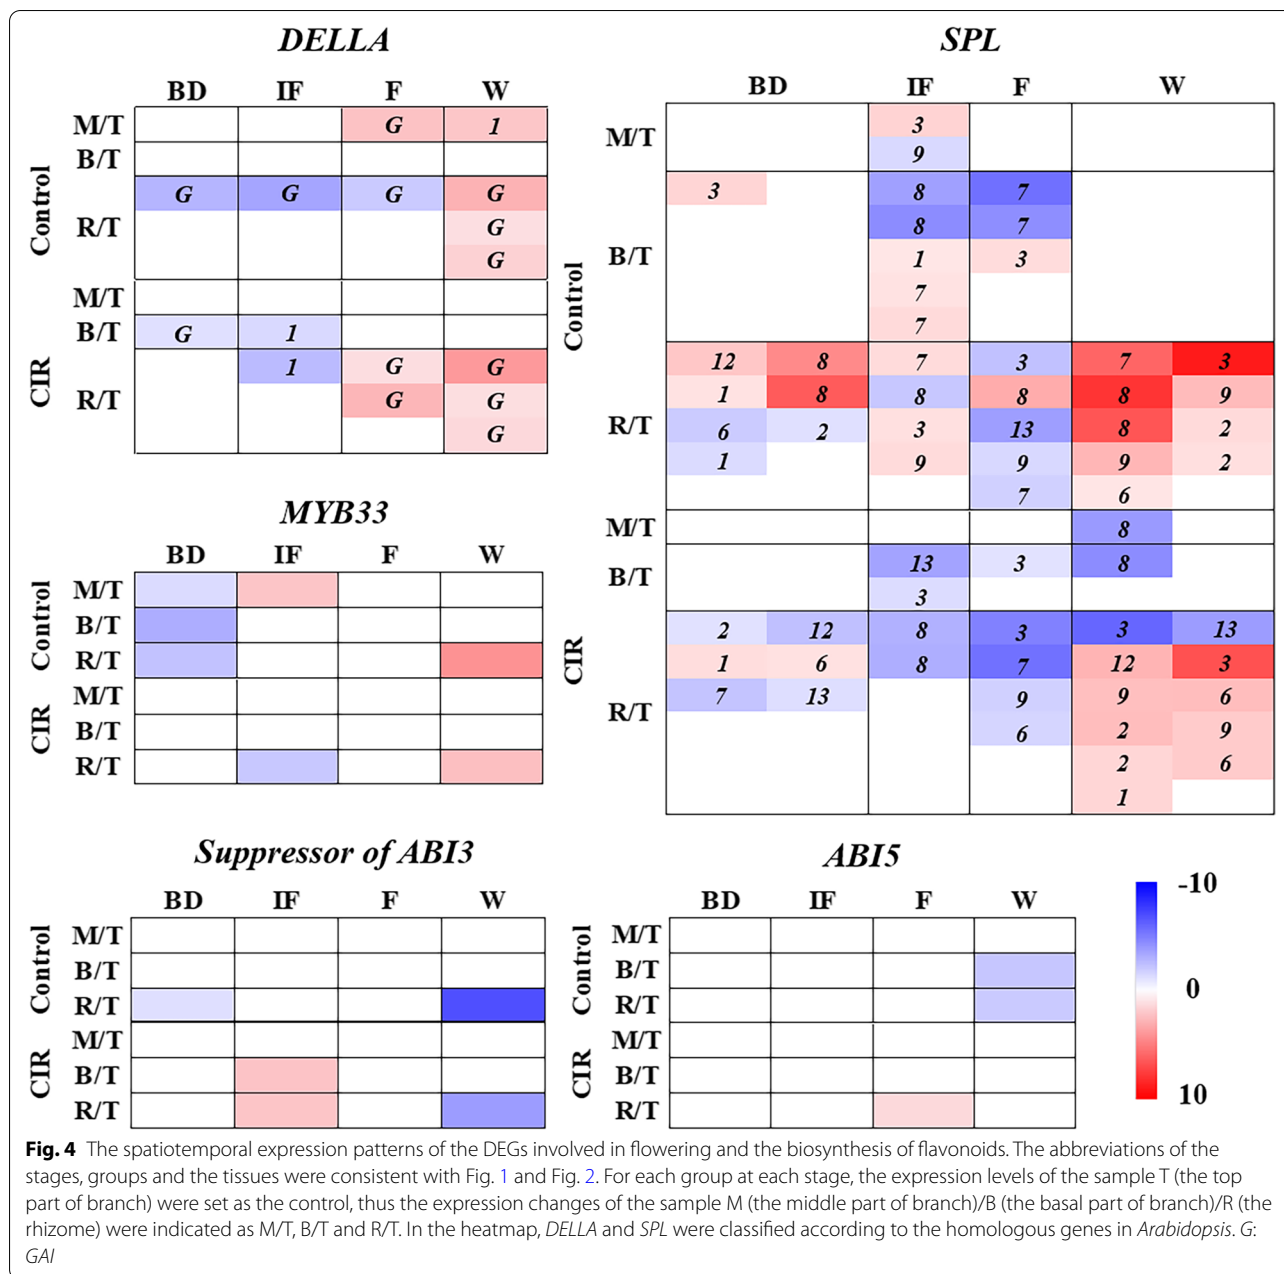 DELLA
BD IF F W
Control
M/T G 1
B/T
G G G G
R/T G
G
CIR
M/T
B/T G 1
1 G G
R/T G G
G
MYB33
BD IF F W
Control
M/T
B/T
R/T
CIR
M/T
B/T
R/T
Suppressor of ABI3
BD IF F W
Control
M/T
B/T
R/T
CIR
M/T
B/T
R/T
SPL
BD IF F W
Control
M/T 3
9
3 8 7
8 7
B/T 1 3
7
7
12 8 7 3 7 3
1 8 8 8 8 9
R/T 6 2 3 13 8 2
1 9 9 9 2
7 6
CIR
M/T 8
B/T 13 3 8
3
2 12 8 3 3 13
1 6 8 7 12 3
R/T 7 13 9 9 6
6 2 9
2 6
1
ABI5
BD IF F W
Control
M/T
B/T
R/T
CIR
M/T
B/T
R/T
-10
0
10
Fig. 4 The spatiotemporal expression patterns of the DEGs involved in flowering and the biosynthesis of flavonoids. The abbreviations of the
stages, groups and the tissues were consistent with Fig. 1 and Fig. 2. For each group at each stage, the expression levels of the sample T (the top
part of branch) were set as the control, thus the expression changes of the sample M (the middle part of branch)/B (the basal part of branch)/R (the
rhizome) were indicated as M/T, B/T and R/T. In the heatmap, DELLA and SPL were classified according to the homologous genes in Arabidopsis. G:
GAI